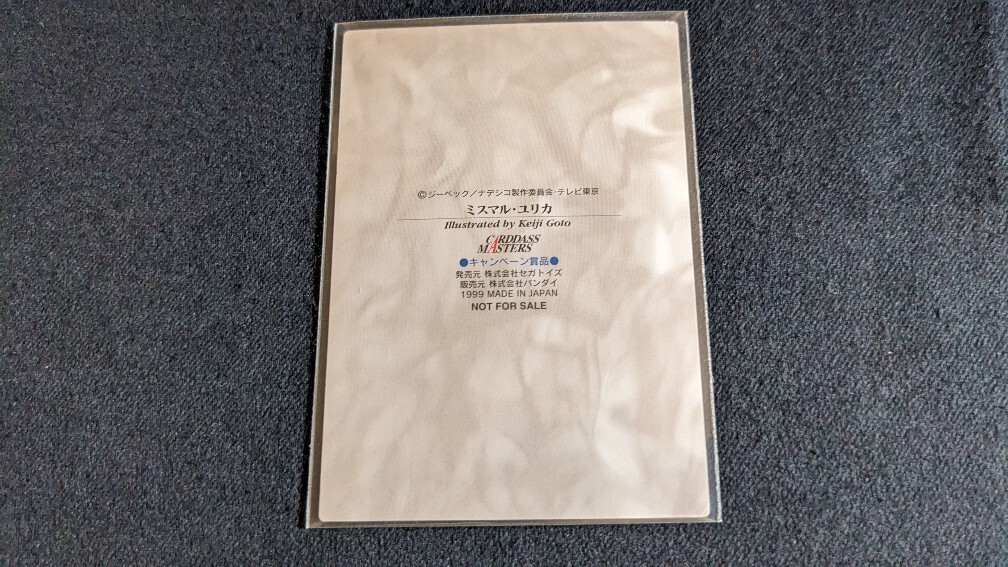 ©ジーベック／ナデシコ製作委員会・テレビ東京
ミスマル・ユリカ
Illustrated by Keiji Goto
CARDDASS
MASTERS
●キャンペーン賞品●
発売元 株式会社セガトイズ
販売元 株式会社バンダイ
1999 MADE IN JAPAN
NOT FOR SALE